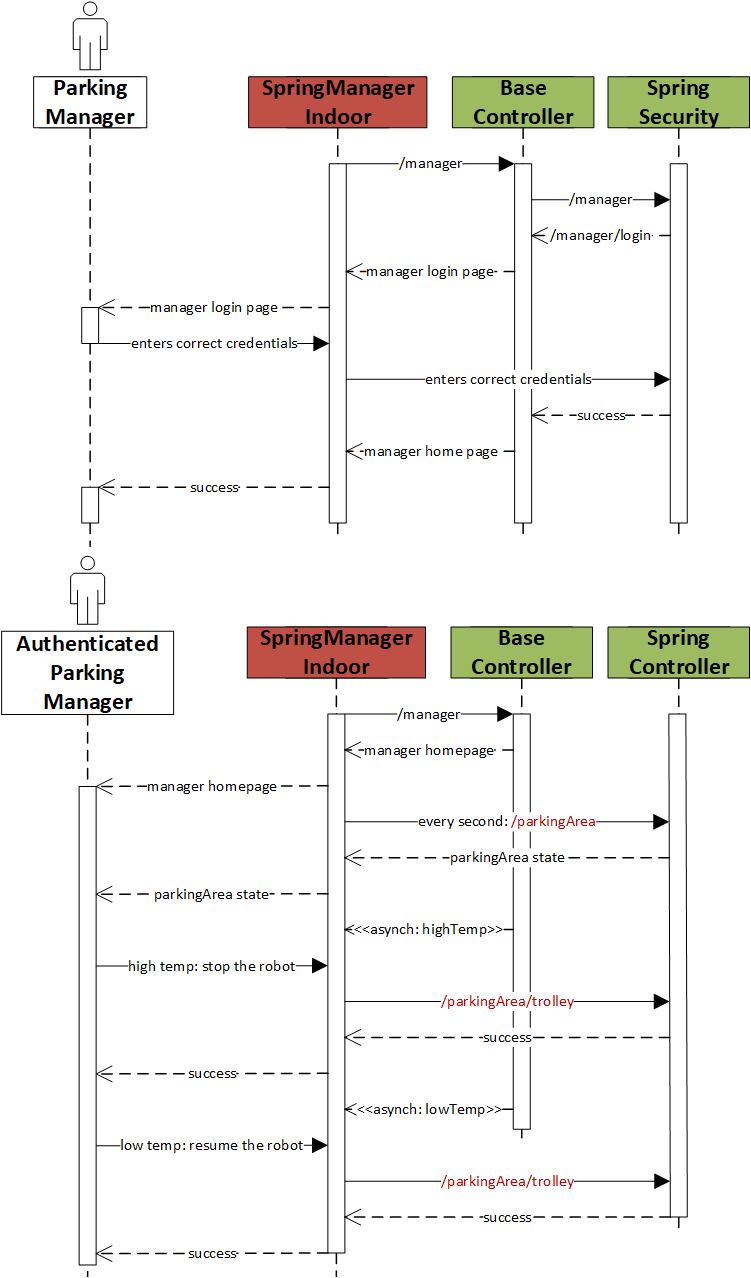 Parking
Manager
SpringManager
Indoor
Base
Controller
Spring
Security
/manager
/manager
/manager/login
manager login page
manager login page
enters correct credentials
enters correct credentials
success
manager home page
success
Authenticated
Parking
Manager
SpringManager
Indoor
Base
Controller
Spring
Controller
/manager
manager homepage
manager homepage
every second: /parkingArea
parkingArea state
parkingArea state
<<asynch: highTemp>>
high temp: stop the robot
/parkingArea/trolley
success
success
<<asynch: lowTemp>>
low temp: resume the robot
/parkingArea/trolley
success
success